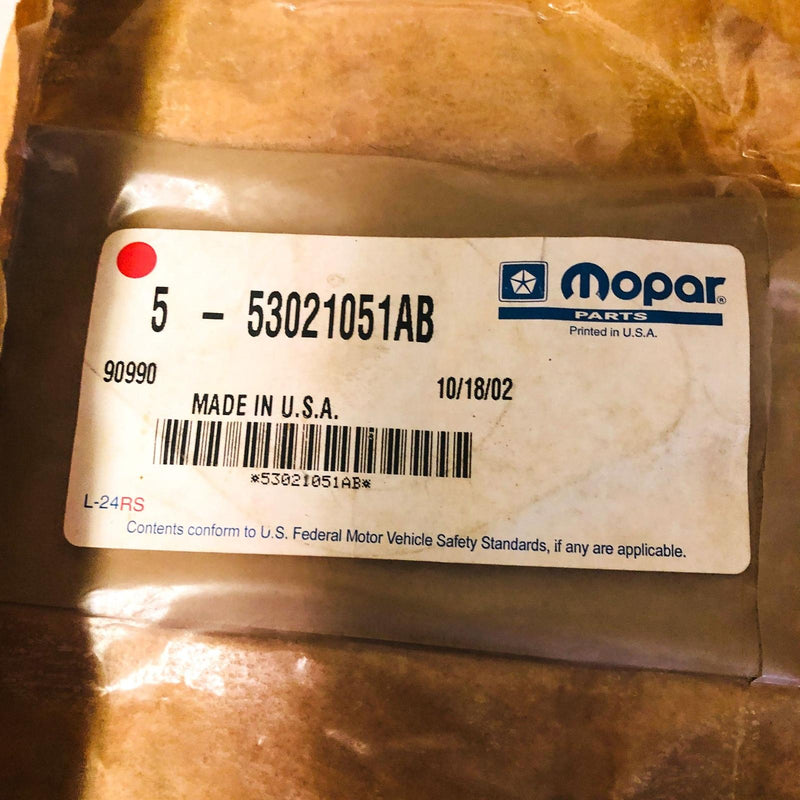 Mopar®
PARTS
Printed in U.S.A.
5 - 53021051AB
90990
10/18/02
MADE IN U.S.A.
*53021051AB*
L-24RS
Contents conform to U.S. Federal Motor Vehicle Safety Standards, if any are applicable.